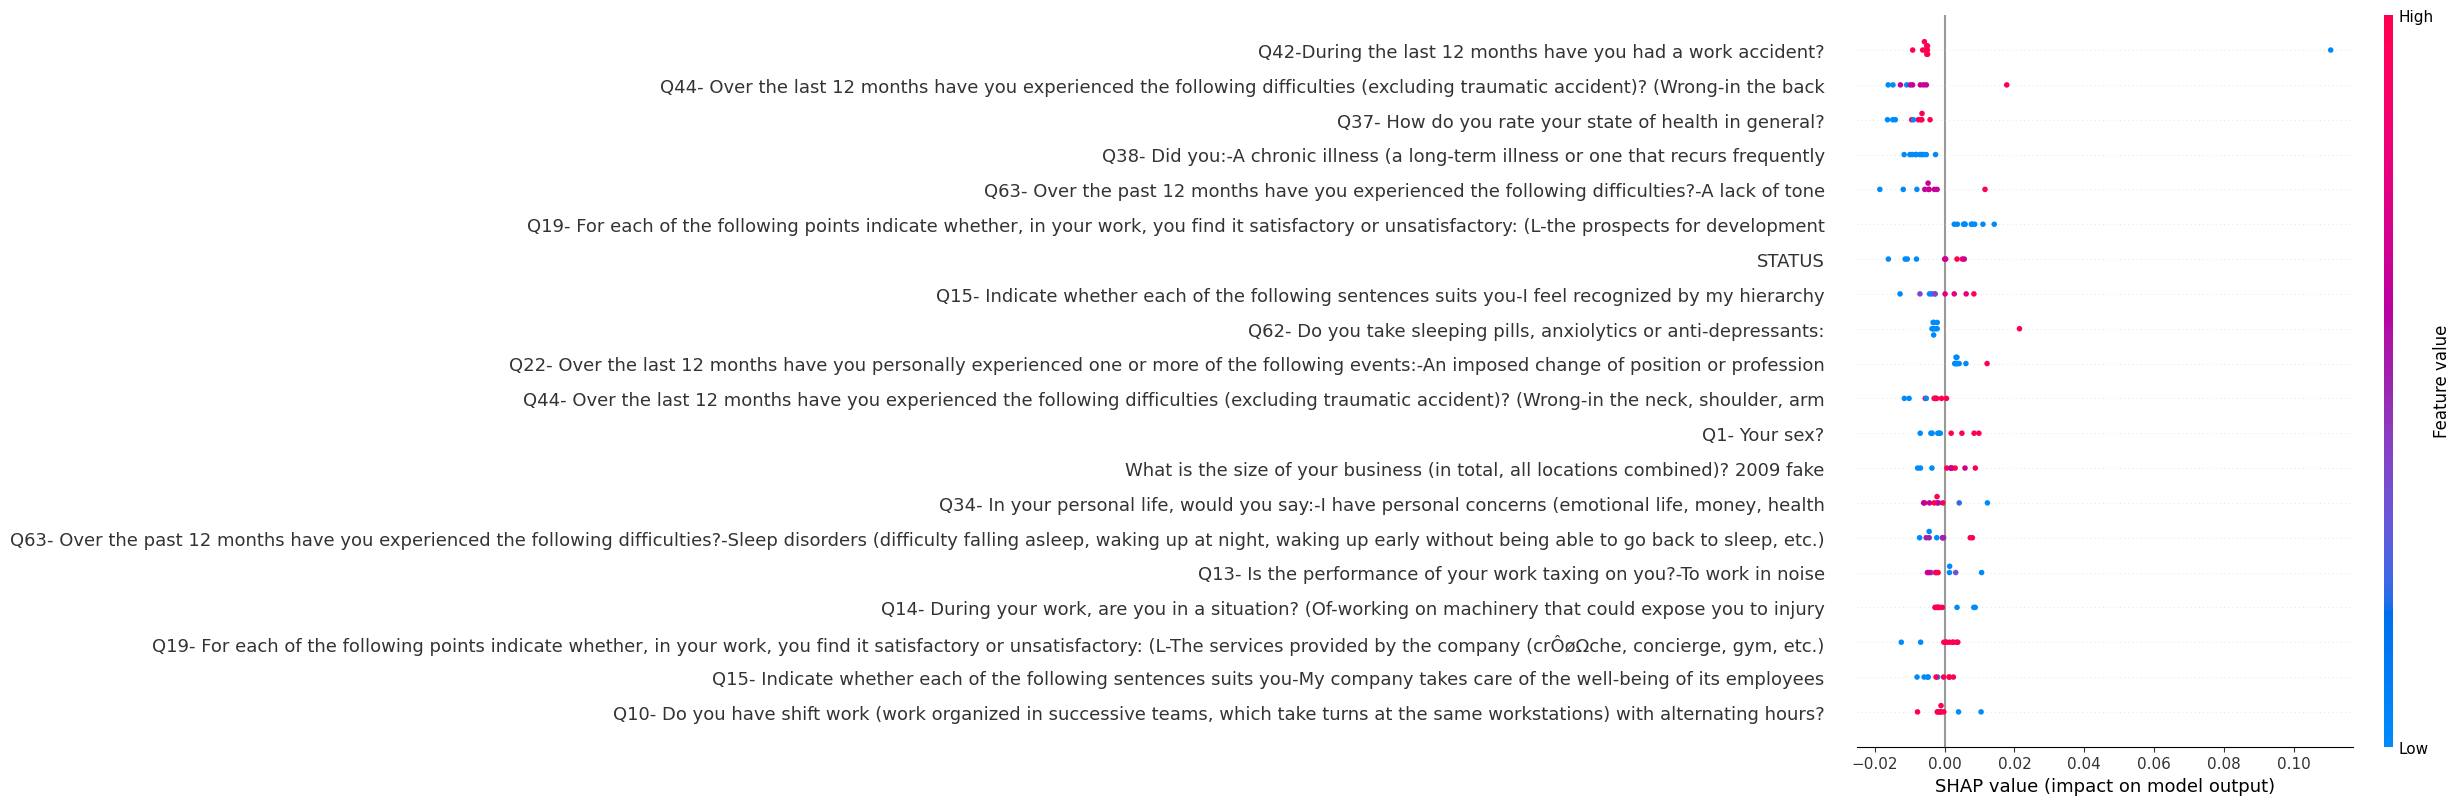 High
Q42-During the last 12 months have you had a work accident?
Q44- Over the last 12 months have you experienced the following difficulties (excluding traumatic accident)? (Wrong-in the back
Q37- How do you rate your state of health in general?
Q38- Did you:-A chronic illness (a long-term illness or one that recurs frequently
Q63- Over the past 12 months have you experienced the following difficulties?-A lack of tone
Q19- For each of the following points indicate whether, in your work, you find it satisfactory or unsatisfactory: (L-the prospects for development
STATUS
Q15- Indicate whether each of the following sentences suits you-I feel recognized by my hierarchy
Q62- Do you take sleeping pills, anxiolytics or anti-depressants:
Q22- Over the last 12 months have you personally experienced one or more of the following events:-An imposed change of position or profession
Q44- Over the last 12 months have you experienced the following difficulties (excluding traumatic accident)? (Wrong-in the neck, shoulder, arm
Q1- Your sex?
What is the size of your business (in total, all locations combined)? 2009 fake
Q34- In your personal life, would you say:-I have personal concerns (emotional life, money, health
Q63- Over the past 12 months have you experienced the following difficulties?-Sleep disorders (difficulty falling asleep, waking up at night, waking up early without being able to go back to sleep, etc.)
Q13- Is the performance of your work taxing on you?-To work in noise
Q14- During your work, are you in a situation? (Of-working on machinery that could expose you to injury
Q19- For each of the following points indicate whether, in your work, you find it satisfactory or unsatisfactory: (L-The services provided by the company (crÔøΩche, concierge, gym, etc.)
Q15- Indicate whether each of the following sentences suits you-My company takes care of the well-being of its employees
Q10- Do you have shift work (work organized in successive teams, which take turns at the same workstations) with alternating hours?
Feature value
Low
−0.02 0.00 0.02 0.04 0.06 0.08 0.10
SHAP value (impact on model output)